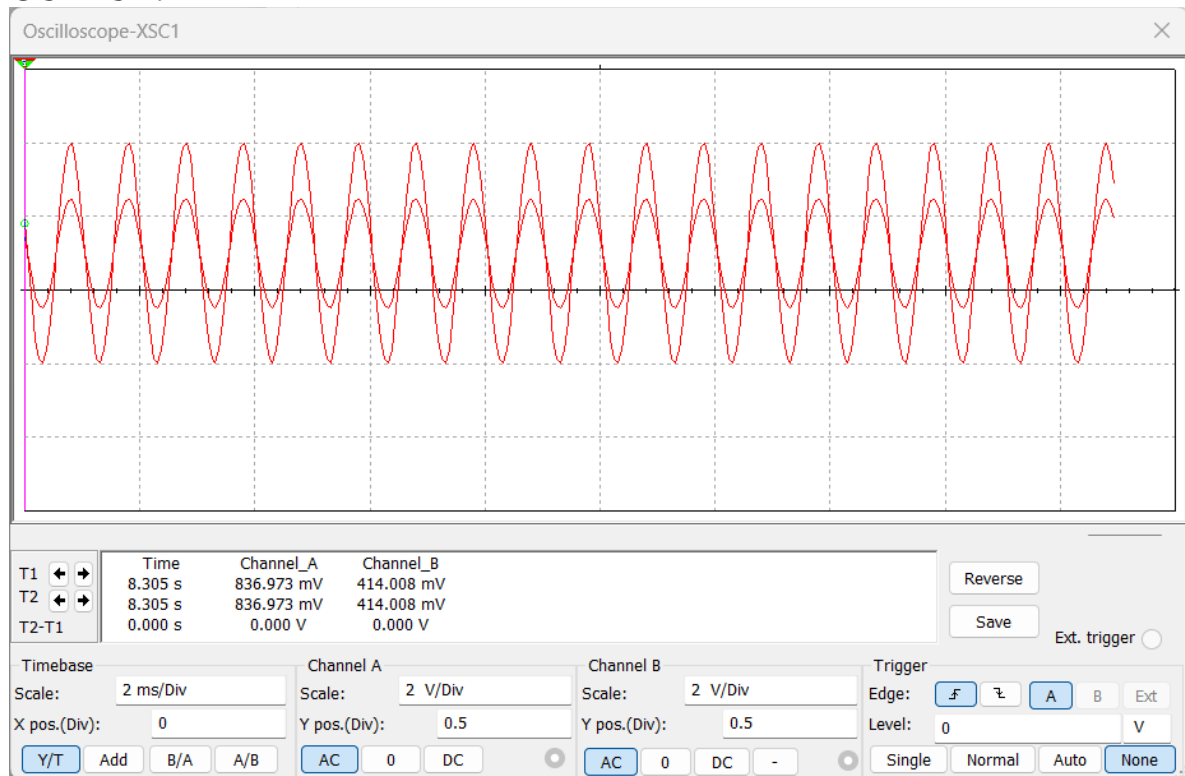 Oscilloscope-XSC1
T1
T2
T2-T1
Time Channel_A Channel_B
8.305 s 836.973 mV 414.008 mV
8.305 s 836.973 mV 414.008 mV
0.000 s 0.000 V 0.000 V
Reverse
Save
Ext. trigger
Timebase
Scale: 2 ms/Div
X pos.(Div): 0
Y/T Add B/A A/B
Channel A
Scale: 2 V/Div
Y pos.(Div): 0.5
AC 0 DC
Channel B
Scale: 2 V/Div
Y pos.(Div): 0.5
AC 0 DC -
Trigger
Edge: A B Ext
Level: 0 V
Single Normal Auto None